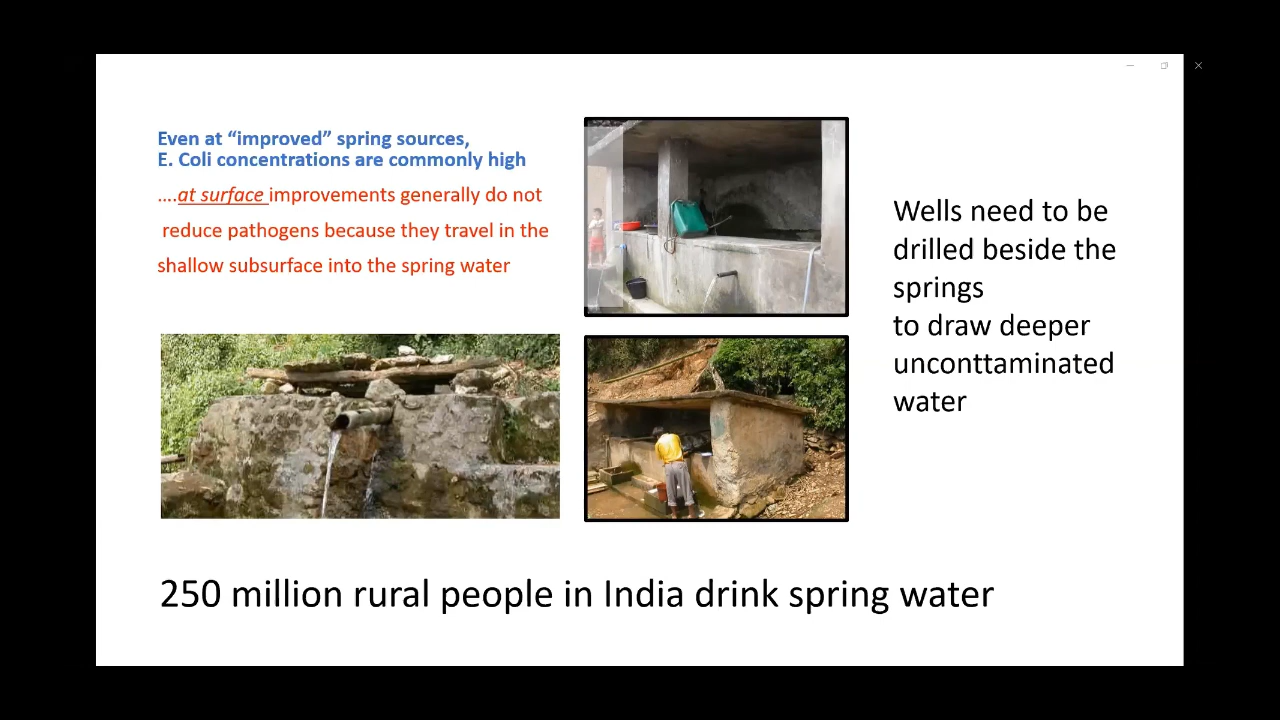 Even at “improved” spring sources,
E. Coli concentrations are commonly high
....at surface improvements generally do not
reduce pathogens because they travel in the
shallow subsurface into the spring water
Wells need to be
drilled beside the
springs
to draw deeper
unconttaminated
water
250 million rural people in India drink spring water